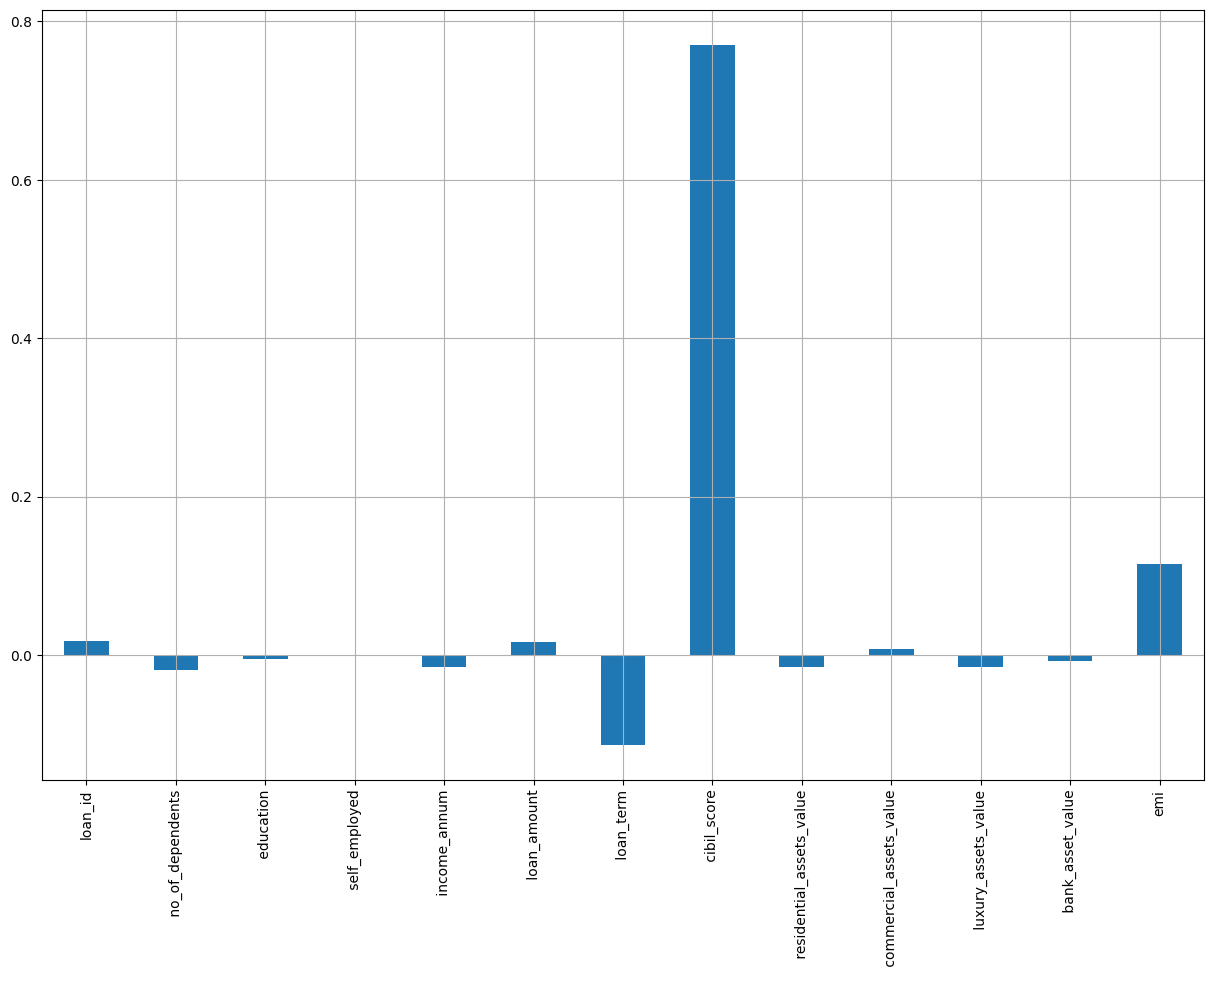 0.8
0.6
0.4
0.2
0.0
loan_id
no_of_dependents
education
self_employed
income_annum
loan_amount
loan_term
cibil_score
residential_assets_value
commercial_assets_value
luxury_assets_value
bank_asset_value
emi